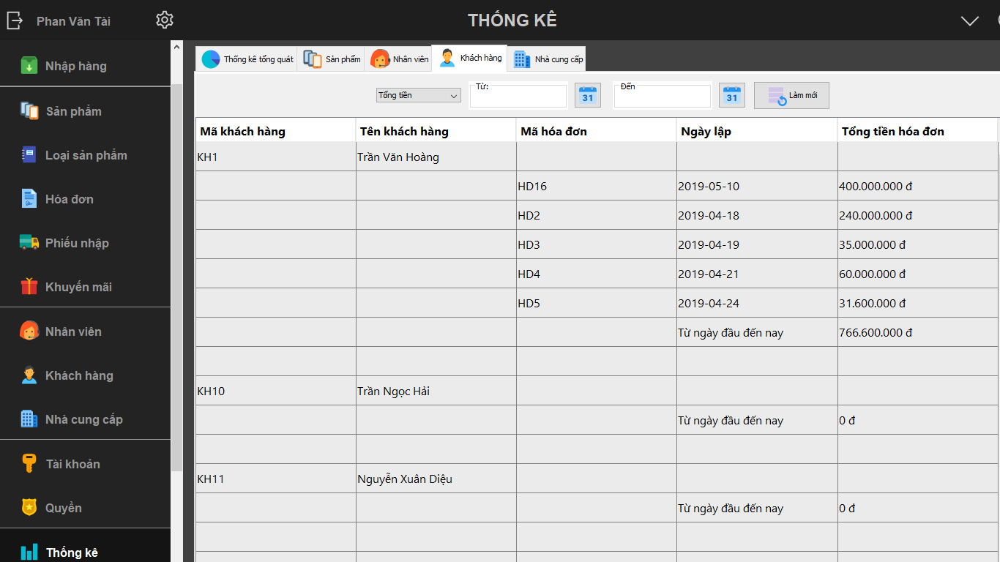 Phan Văn Tài
THỐNG KÊ
Nhập hàng
Sản phẩm
Loại sản phẩm
Hóa đơn
Phiếu nhập
Khuyến mãi
Nhân viên
Khách hàng
Nhà cung cấp
Tài khoản
Quyền
Thống kê
Thống kê tổng quát Sản phẩm Nhân viên Khách hàng Nhà cung cấp
Tổng tiền Từ: 31 Đến 31 Làm mới
Mã khách hàng Tên khách hàng Mã hóa đơn Ngày lập Tổng tiền hóa đơn
KH1 Trần Văn Hoàng
HD16 2019-05-10 400.000.000 đ
HD2 2019-04-18 240.000.000 đ
HD3 2019-04-19 35.000.000 đ
HD4 2019-04-21 60.000.000 đ
HD5 2019-04-24 31.600.000 đ
Từ ngày đầu đến nay 766.600.000 đ
KH10 Trần Ngọc Hải
Từ ngày đầu đến nay 0 đ
KH11 Nguyễn Xuân Diệu
Từ ngày đầu đến nay 0 đ